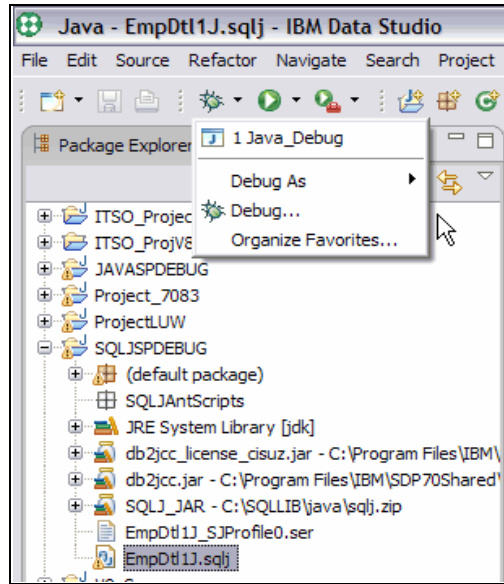 Java - EmpDtl1J.sqlj - IBM Data Studio
File Edit Source Refactor Navigate Search Project
Package Explorer
1 Java_Debug
Debug As
Debug...
Organize Favorites...
ITSO_Projec
ITSO_ProjV8
JAVASPDEBUG
Project_7083
ProjectLUW
SQLJSPDEBUG
(default package)
SQLJAntScripts
JRE System Library [jdk]
db2jcc_license_cisuz.jar - C:\Program Files\IBM\
db2jcc.jar - C:\Program Files\IBM\SDP70Shared\
SQLJ_JAR - C:\SQLLIB\java\sqlj.zip
EmpDtl1J_SJProfile0.ser
EmpDtl1J.sqlj